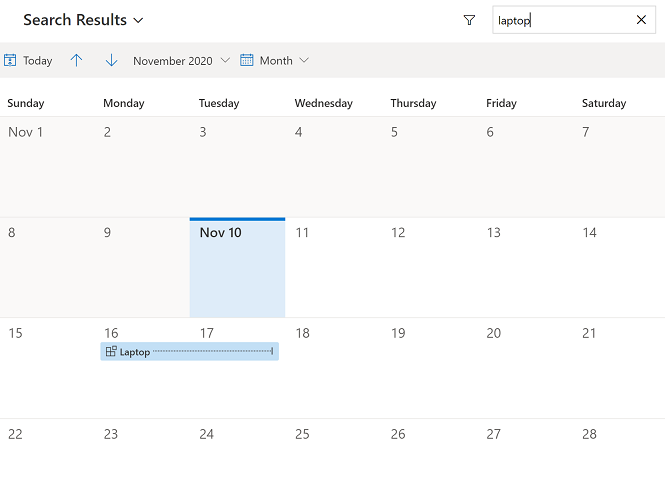 Search Results
laptop
Today November 2020 Month
Sunday Monday Tuesday Wednesday Thursday Friday Saturday
Nov 1 2 3 4 5 6 7
8 9 Nov 10 11 12 13 14
15 16 17 18 19 20 21
Laptop
22 23 24 25 26 27 28